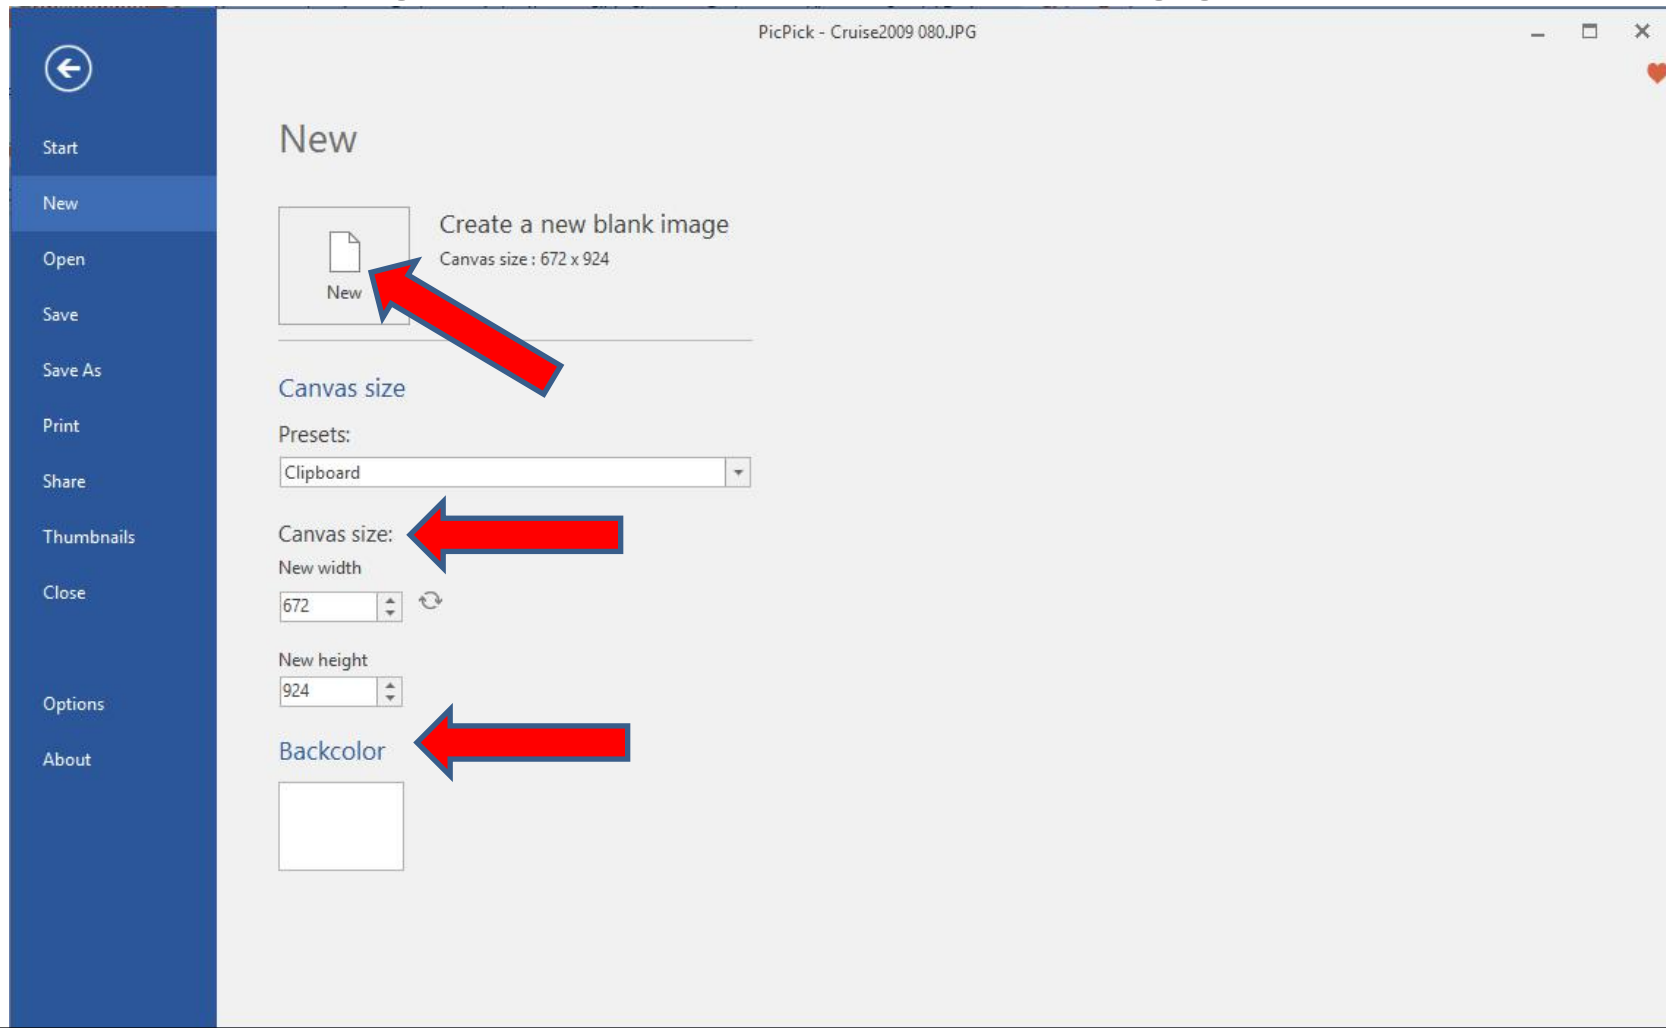 PicPick - Cruise2009 080.JPG
Start
New
Open
Save
Save As
Print
Share
Thumbnails
Close
Options
About
New
New
Create a new blank image
Canvas size : 672 x 924
Canvas size
Presets:
Clipboard
Canvas size:
New width
672
New height
924
Backcolor